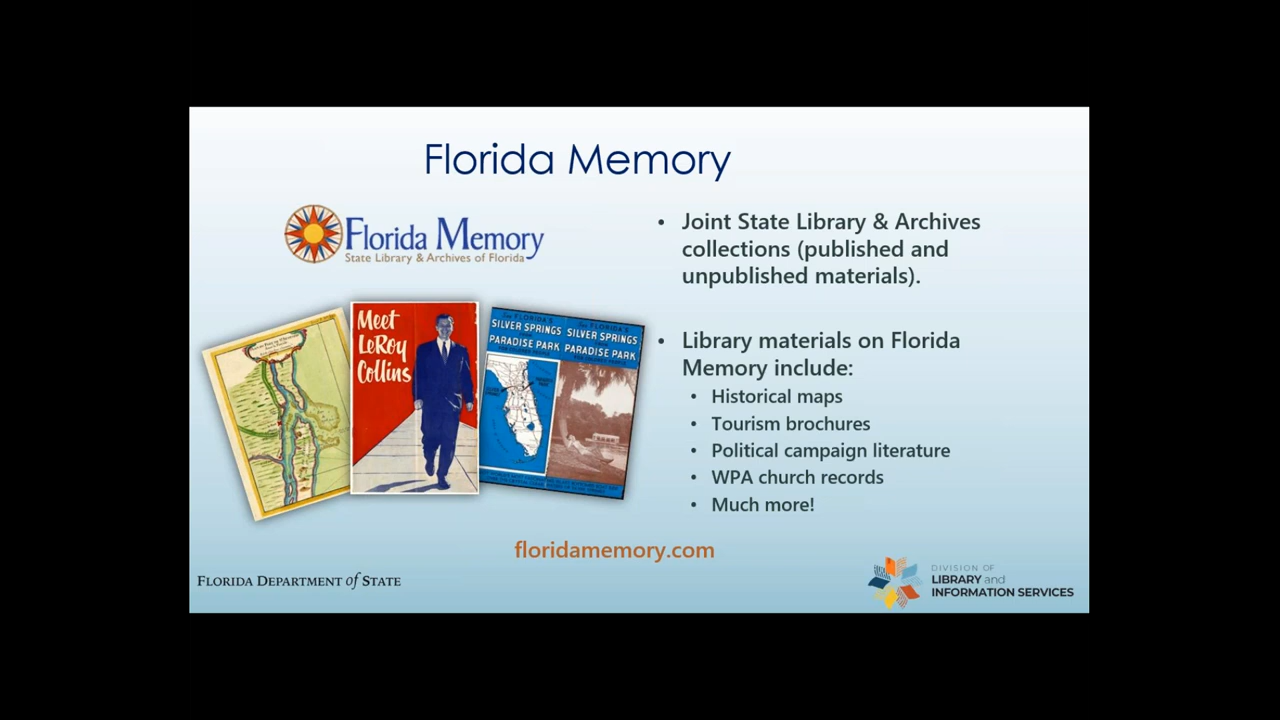 Florida Memory
Florida Memory
State Library & Archives of Florida
Meet
LeRoy
Collins
SILVER SPRINGS SILVER SPRINGS
PARADISE PARK PARADISE PARK
• Joint State Library & Archives
collections (published and
unpublished materials).
• Library materials on Florida
Memory include:
• Historical maps
• Tourism brochures
• Political campaign literature
• WPA church records
• Much more!
floridamemory.com
FLORIDA DEPARTMENT of STATE
DIVISION OF
LIBRARY and
INFORMATION SERVICES